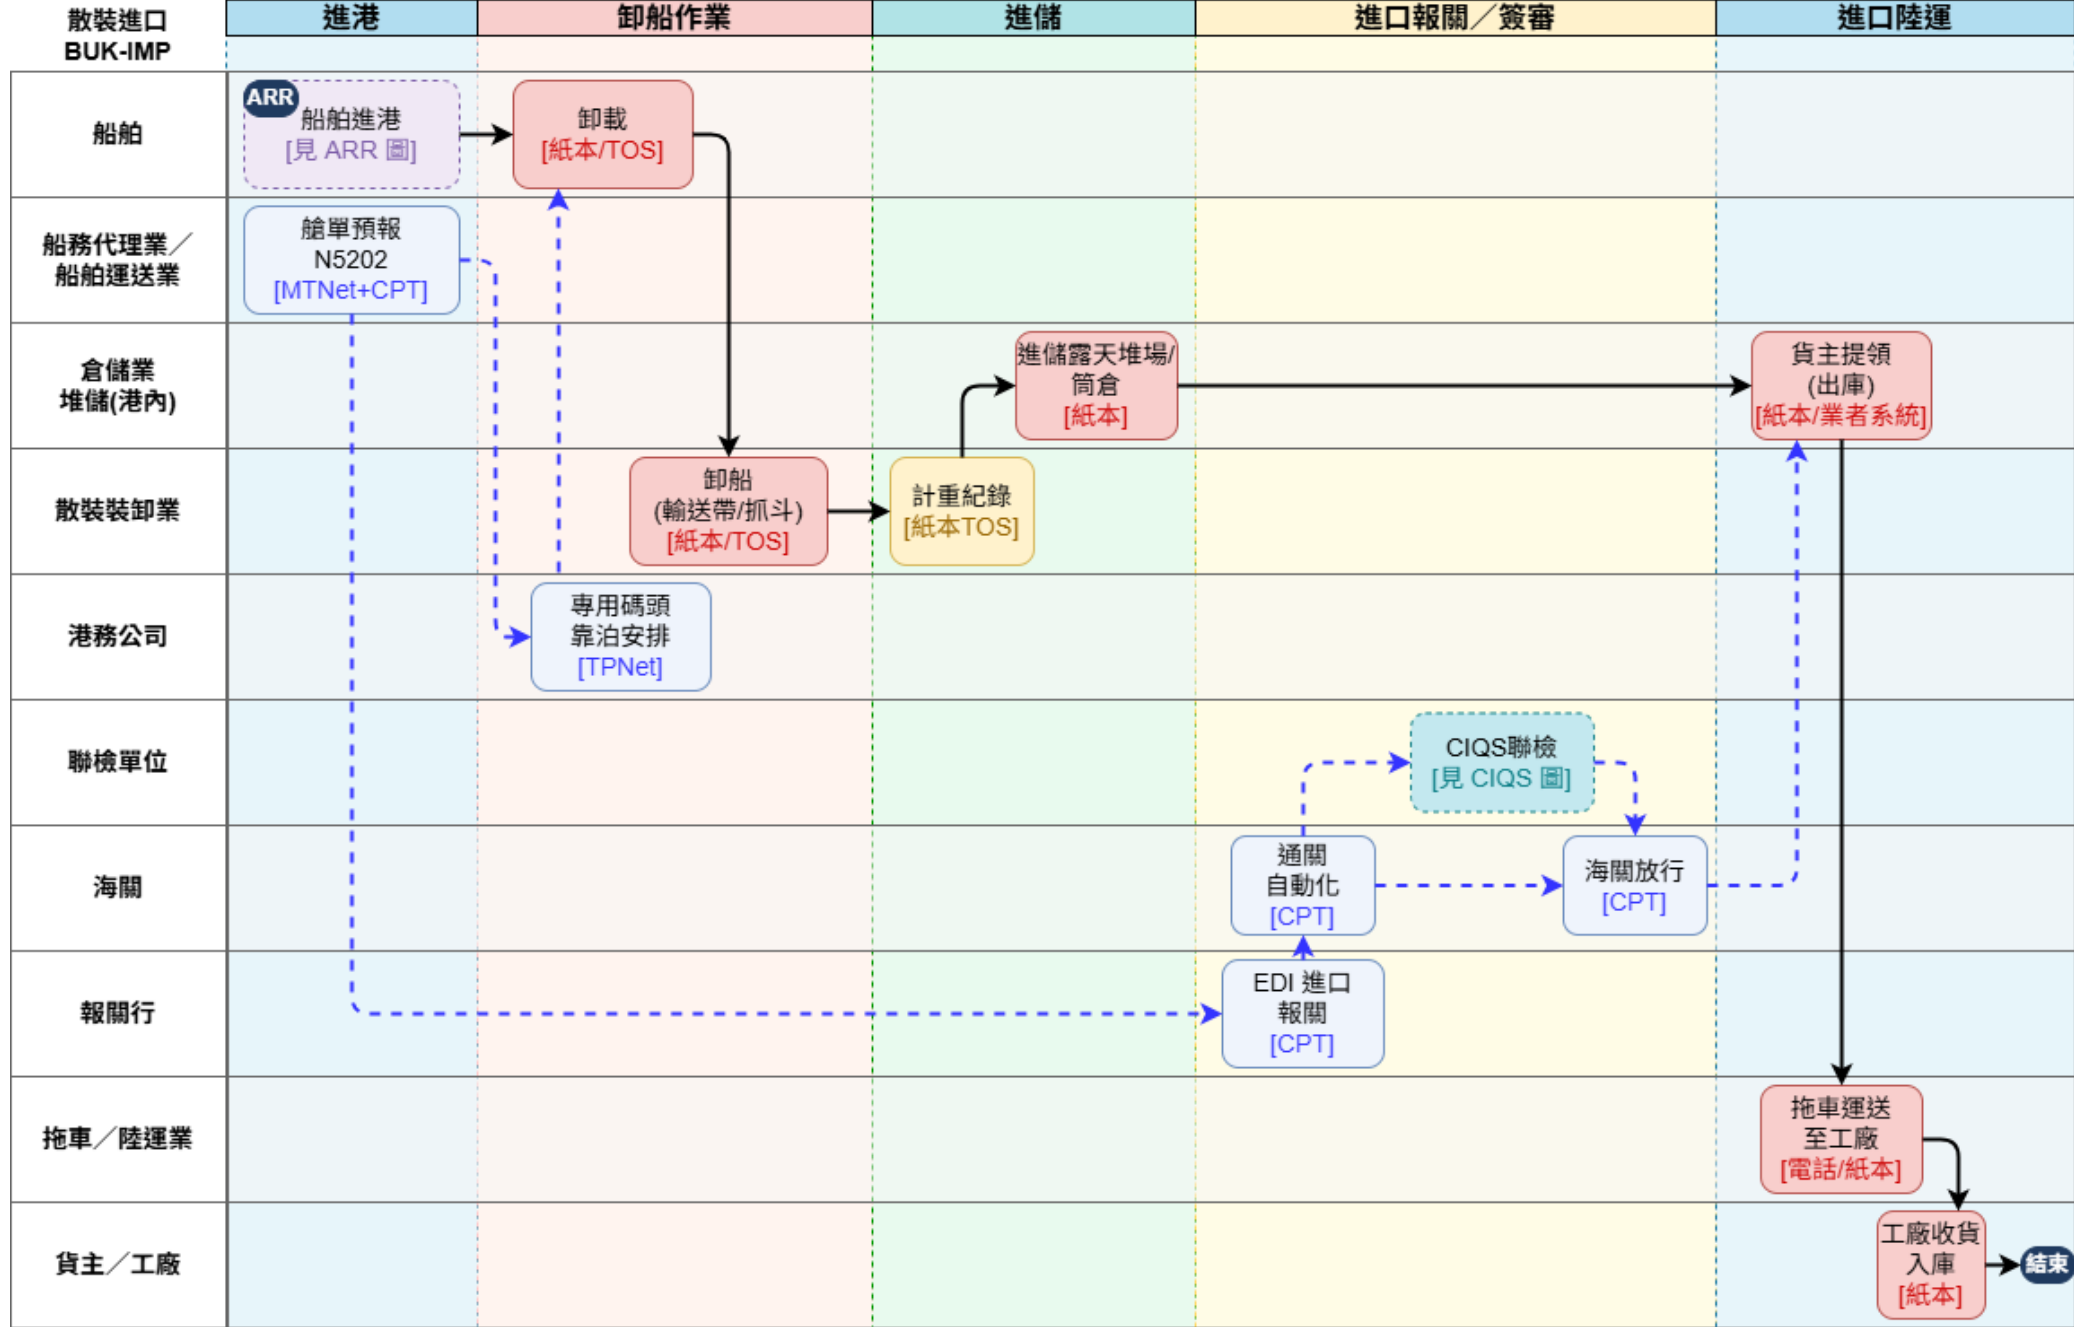 散裝進口
BUK-IMP
進港
卸船作業
進儲
進口報關／簽審
進口陸運
船舶
ARR
船舶進港
[見 ARR 圖]
卸載
[紙本/TOS]
船務代理業／
船舶運送業
艙單預報
N5202
[MTNet+CPT]
倉儲業
堆儲(港內)
進儲露天堆場/
筒倉
[紙本]
貨主提領
(出庫)
[紙本/業者系統]
散裝裝卸業
卸船
(輸送帶/抓斗)
[紙本/TOS]
計重紀錄
[紙本TOS]
港務公司
專用碼頭
靠泊安排
[TPNet]
聯檢單位
CIQS聯檢
[見 CIQS 圖]
海關
通關
自動化
[CPT]
海關放行
[CPT]
報關行
EDI 進口
報關
[CPT]
拖車／陸運業
拖車運送
至工廠
[電話/紙本]
貨主／工廠
工廠收貨
入庫
[紙本]
結束